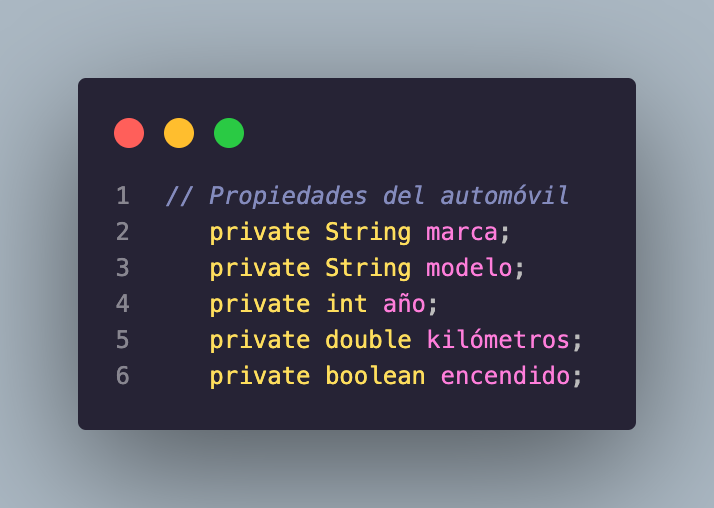 1 // Propiedades del automóvil
2 private String marca;
3 private String modelo;
4 private int año;
5 private double kilómetros;
6 private boolean encendido;